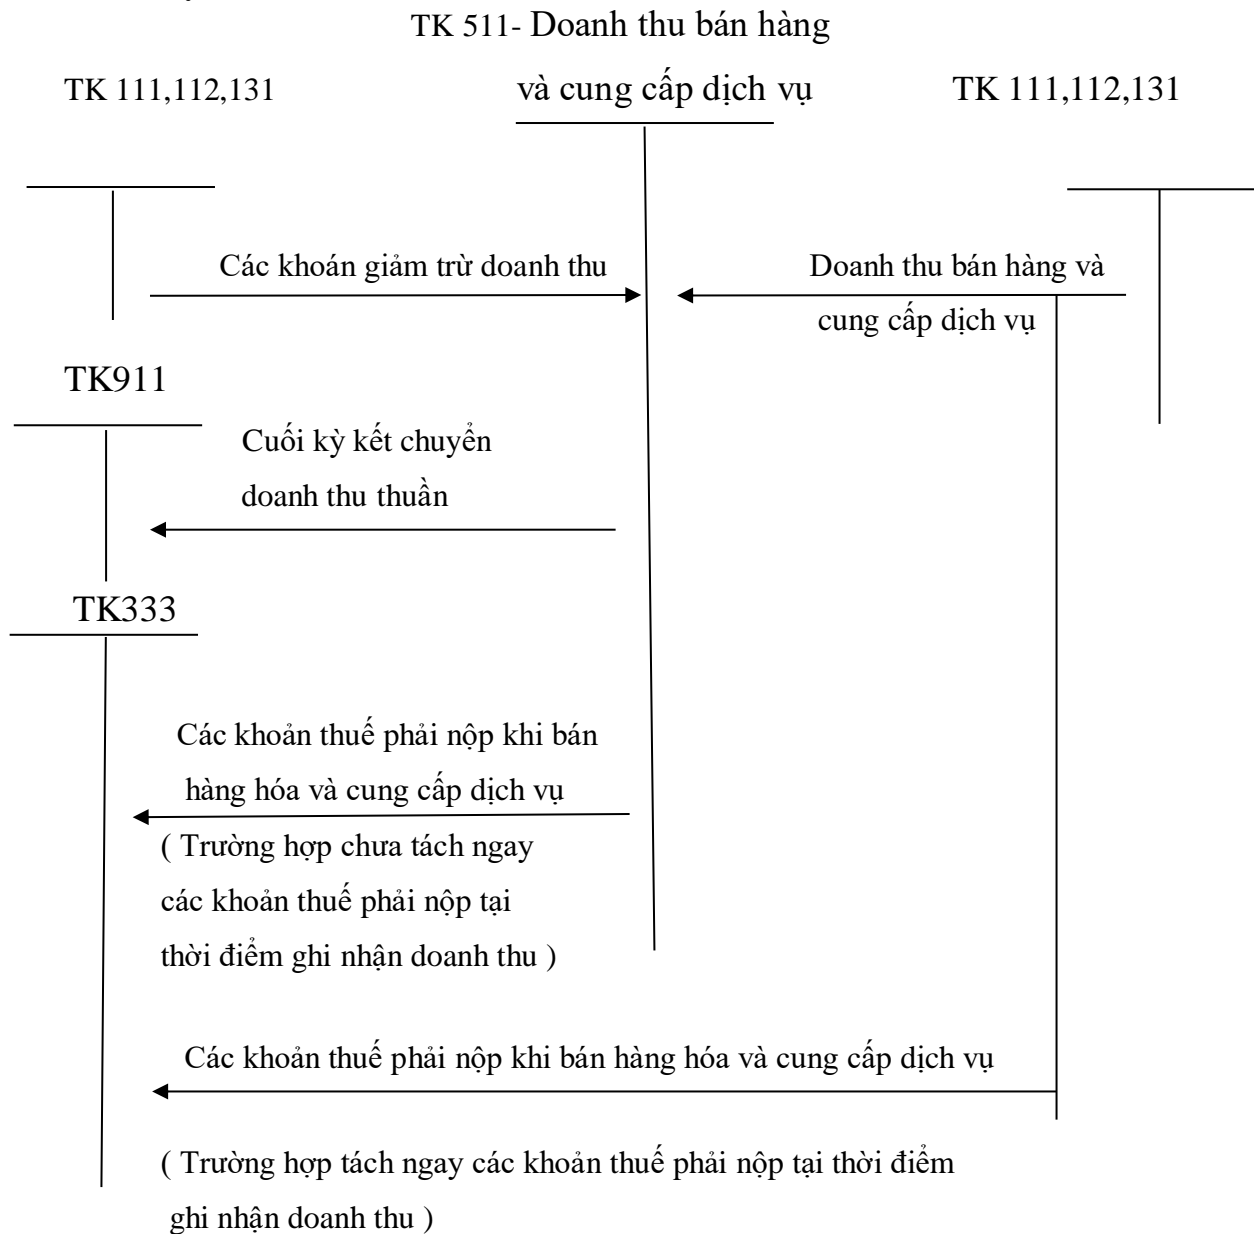 TK 511- Doanh thu bán hàng
TK 111,112,131
và cung cấp dịch vụ
TK 111,112,131
Các khoán giảm trừ doanh thu
Doanh thu bán hàng và
cung cấp dịch vụ
TK911
Cuối kỳ kết chuyển
doanh thu thuần
TK333
Các khoản thuế phải nộp khi bán
hàng hóa và cung cấp dịch vụ
( Trường hợp chưa tách ngay
các khoản thuế phải nộp tại
thời điểm ghi nhận doanh thu )
Các khoản thuế phải nộp khi bán hàng hóa và cung cấp dịch vụ
( Trường hợp tách ngay các khoản thuế phải nộp tại thời điểm
ghi nhận doanh thu )